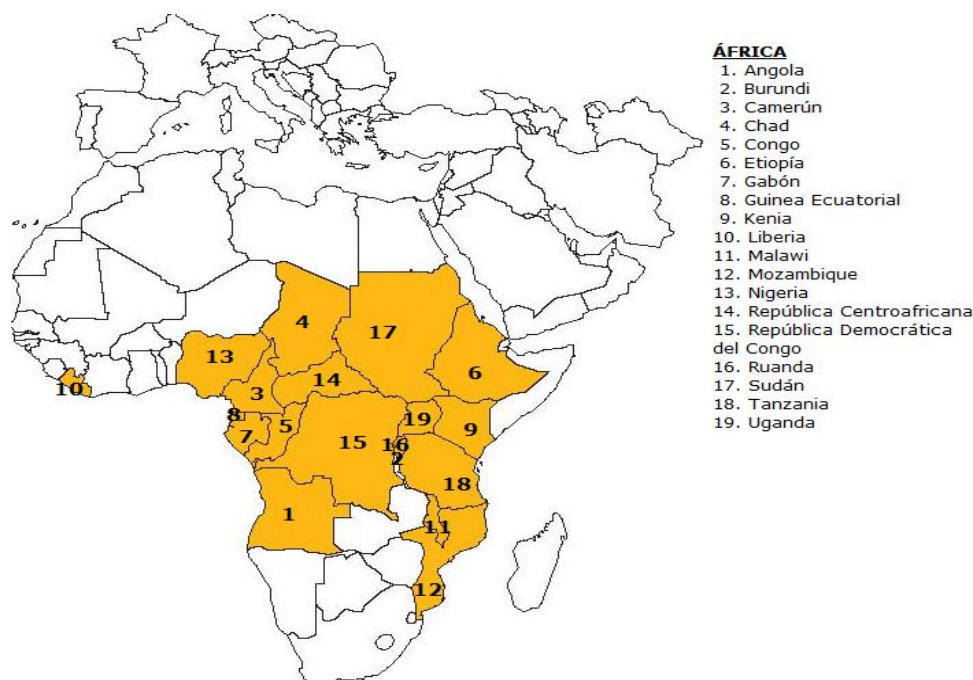 ÁFRICA
1. Angola
2. Burundi
3. Camerún
4. Chad
5. Congo
6. Etiopía
7. Gabón
8. Guinea Ecuatorial
9. Kenia
10. Liberia
11. Malawi
12. Mozambique
13. Nigeria
14. República Centroafricana
15. República Democrática
del Congo
16. Ruanda
17. Sudán
18. Tanzania
19. Uganda
4
17
13
14
6
10
3
8
5
19
7
15
16
9
2
18
1
11
12